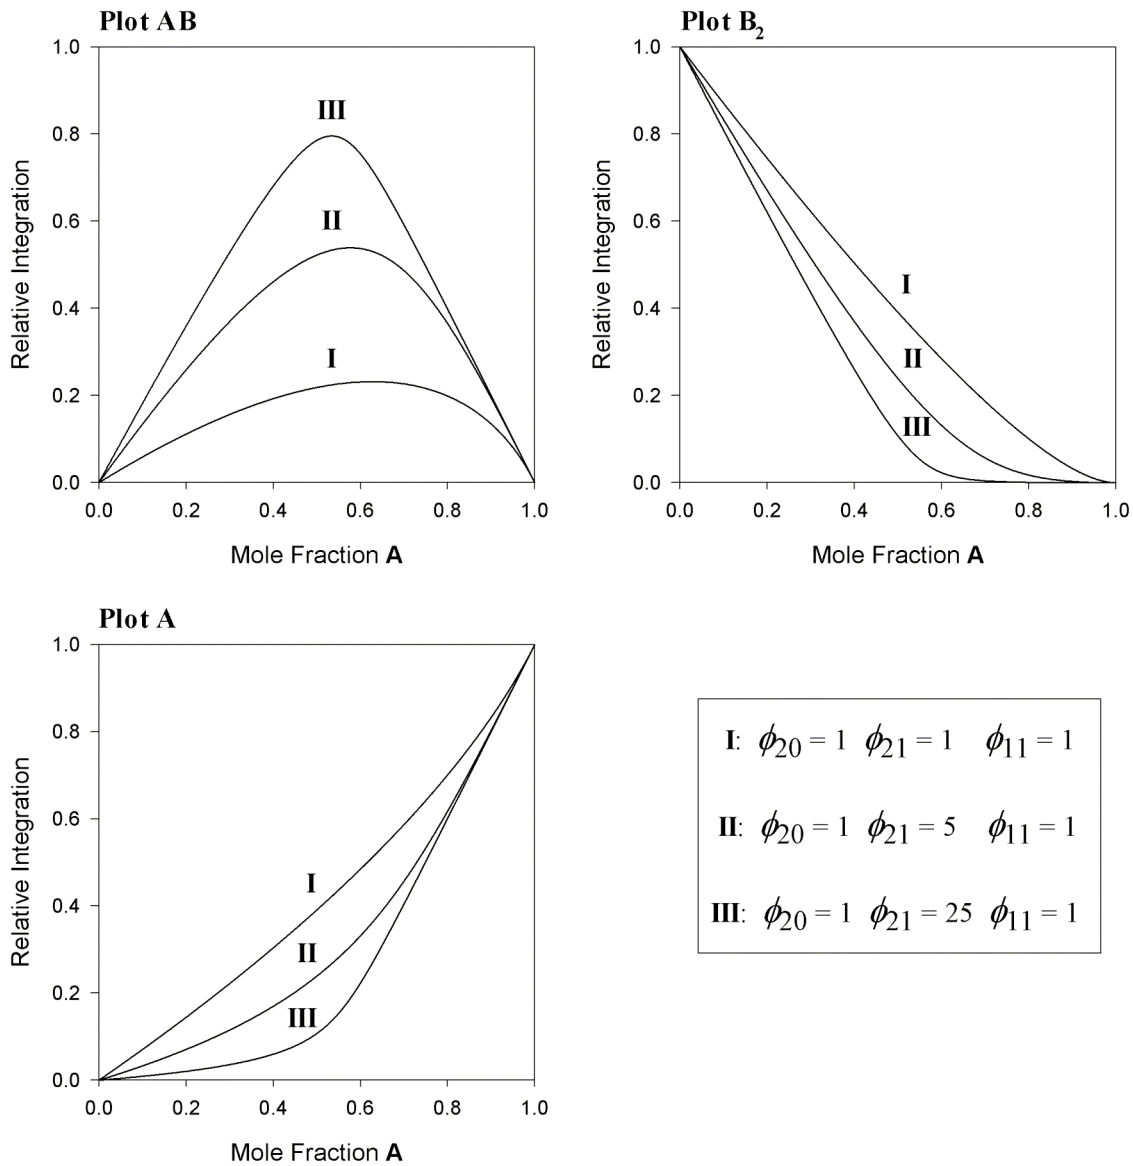 Plot AB
1.0
0.8
0.6
0.4
0.2
0.0
Relative Integration
III
II
I
0.0 0.2 0.4 0.6 0.8 1.0
Mole Fraction A
Plot B2
1.0
0.8
0.6
0.4
0.2
0.0
Relative Integration
I
II
III
0.0 0.2 0.4 0.6 0.8 1.0
Mole Fraction A
Plot A
1.0
0.8
0.6
0.4
0.2
0.0
Relative Integration
I
II
III
0.0 0.2 0.4 0.6 0.8 1.0
Mole Fraction A
I: ϕ20 = 1 ϕ21 = 1 ϕ11 = 1
II: ϕ20 = 1 ϕ21 = 5 ϕ11 = 1
III: ϕ20 = 1 ϕ21 = 25 ϕ11 = 1